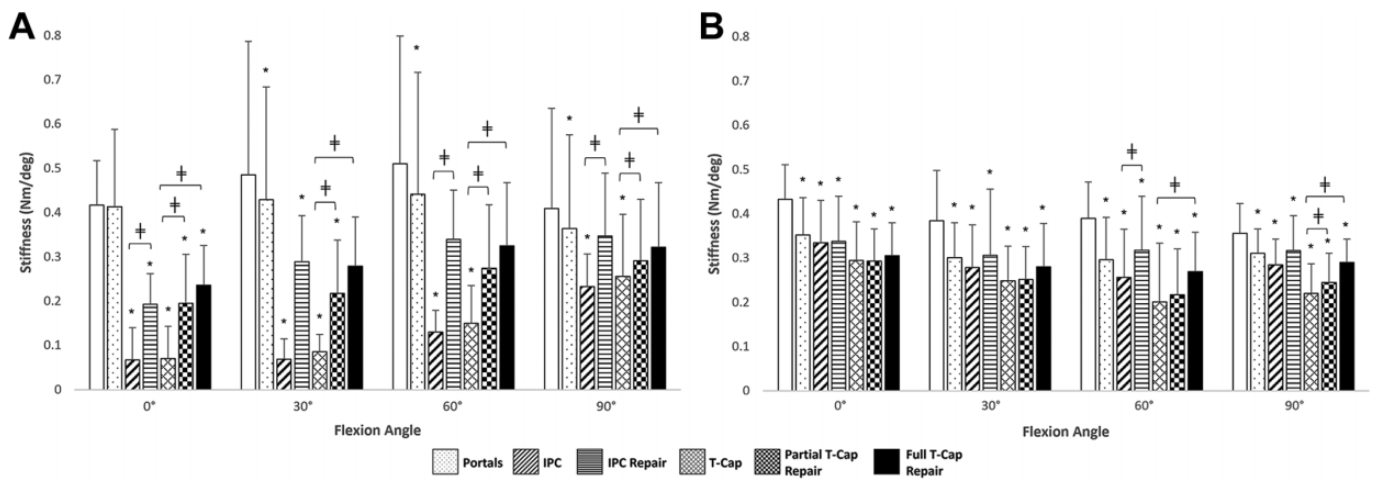 A
Stiffness (Nm/deg)
0.8
0.7
0.6
0.5
0.4
0.3
0.2
0.1
0
* ǂ * * ǂ * ǂ *
* * * * ǂ * ǂ
* * ǂ * ǂ ǂ
* * ǂ * ǂ ǂ
0° 30° 60° 90°
Flexion Angle
B
Stiffness (Nm/deg)
0.8
0.7
0.6
0.5
0.4
0.3
0.2
0.1
0
* * * * * *
* * * * * *
* * ǂ * * * ǂ *
* * * * ǂ * ǂ *
0° 30° 60° 90°
Flexion Angle
Portals IPC IPC Repair T-Cap Partial T-Cap Repair Full T-Cap Repair